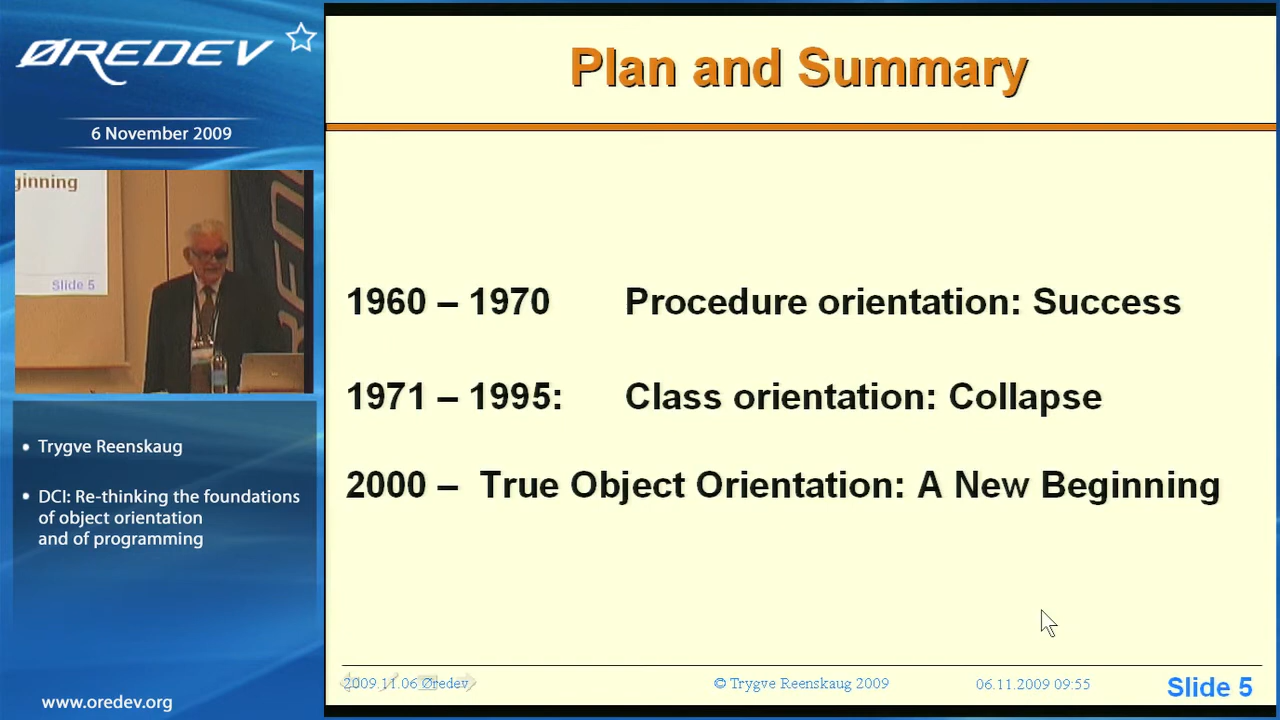 ØREDEV
6 November 2009
ginning
Slide 5
Trygve Reenskaug
DCI: Re-thinking the foundations
of object orientation
and of programming
www.oredev.org
Plan and Summary
1960 – 1970 Procedure orientation: Success
1971 – 1995: Class orientation: Collapse
2000 – True Object Orientation: A New Beginning
2009.11.06 Øredev
© Trygve Reenskaug 2009
06.11.2009 09:55
Slide 5